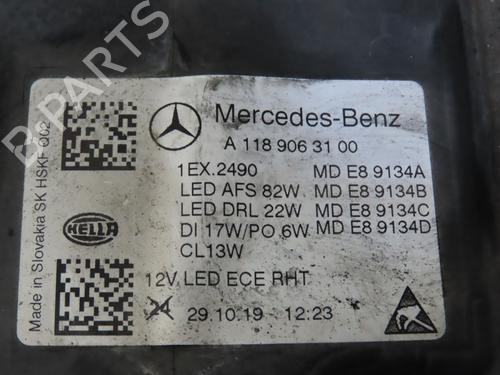 B PARTS
Mercedes-Benz
A 118 906 31 00
1EX.2490 MD E8 9134A
LED AFS 82W MD E8 9134B
LED DRL 22W MD E8 9134C
DI 17W/PO 6W MD E8 9134D
CL13W
12V LED ECE RHT
24 29.10.19 12:23
HELLA
Made in Slovakia SK HSKF Q02